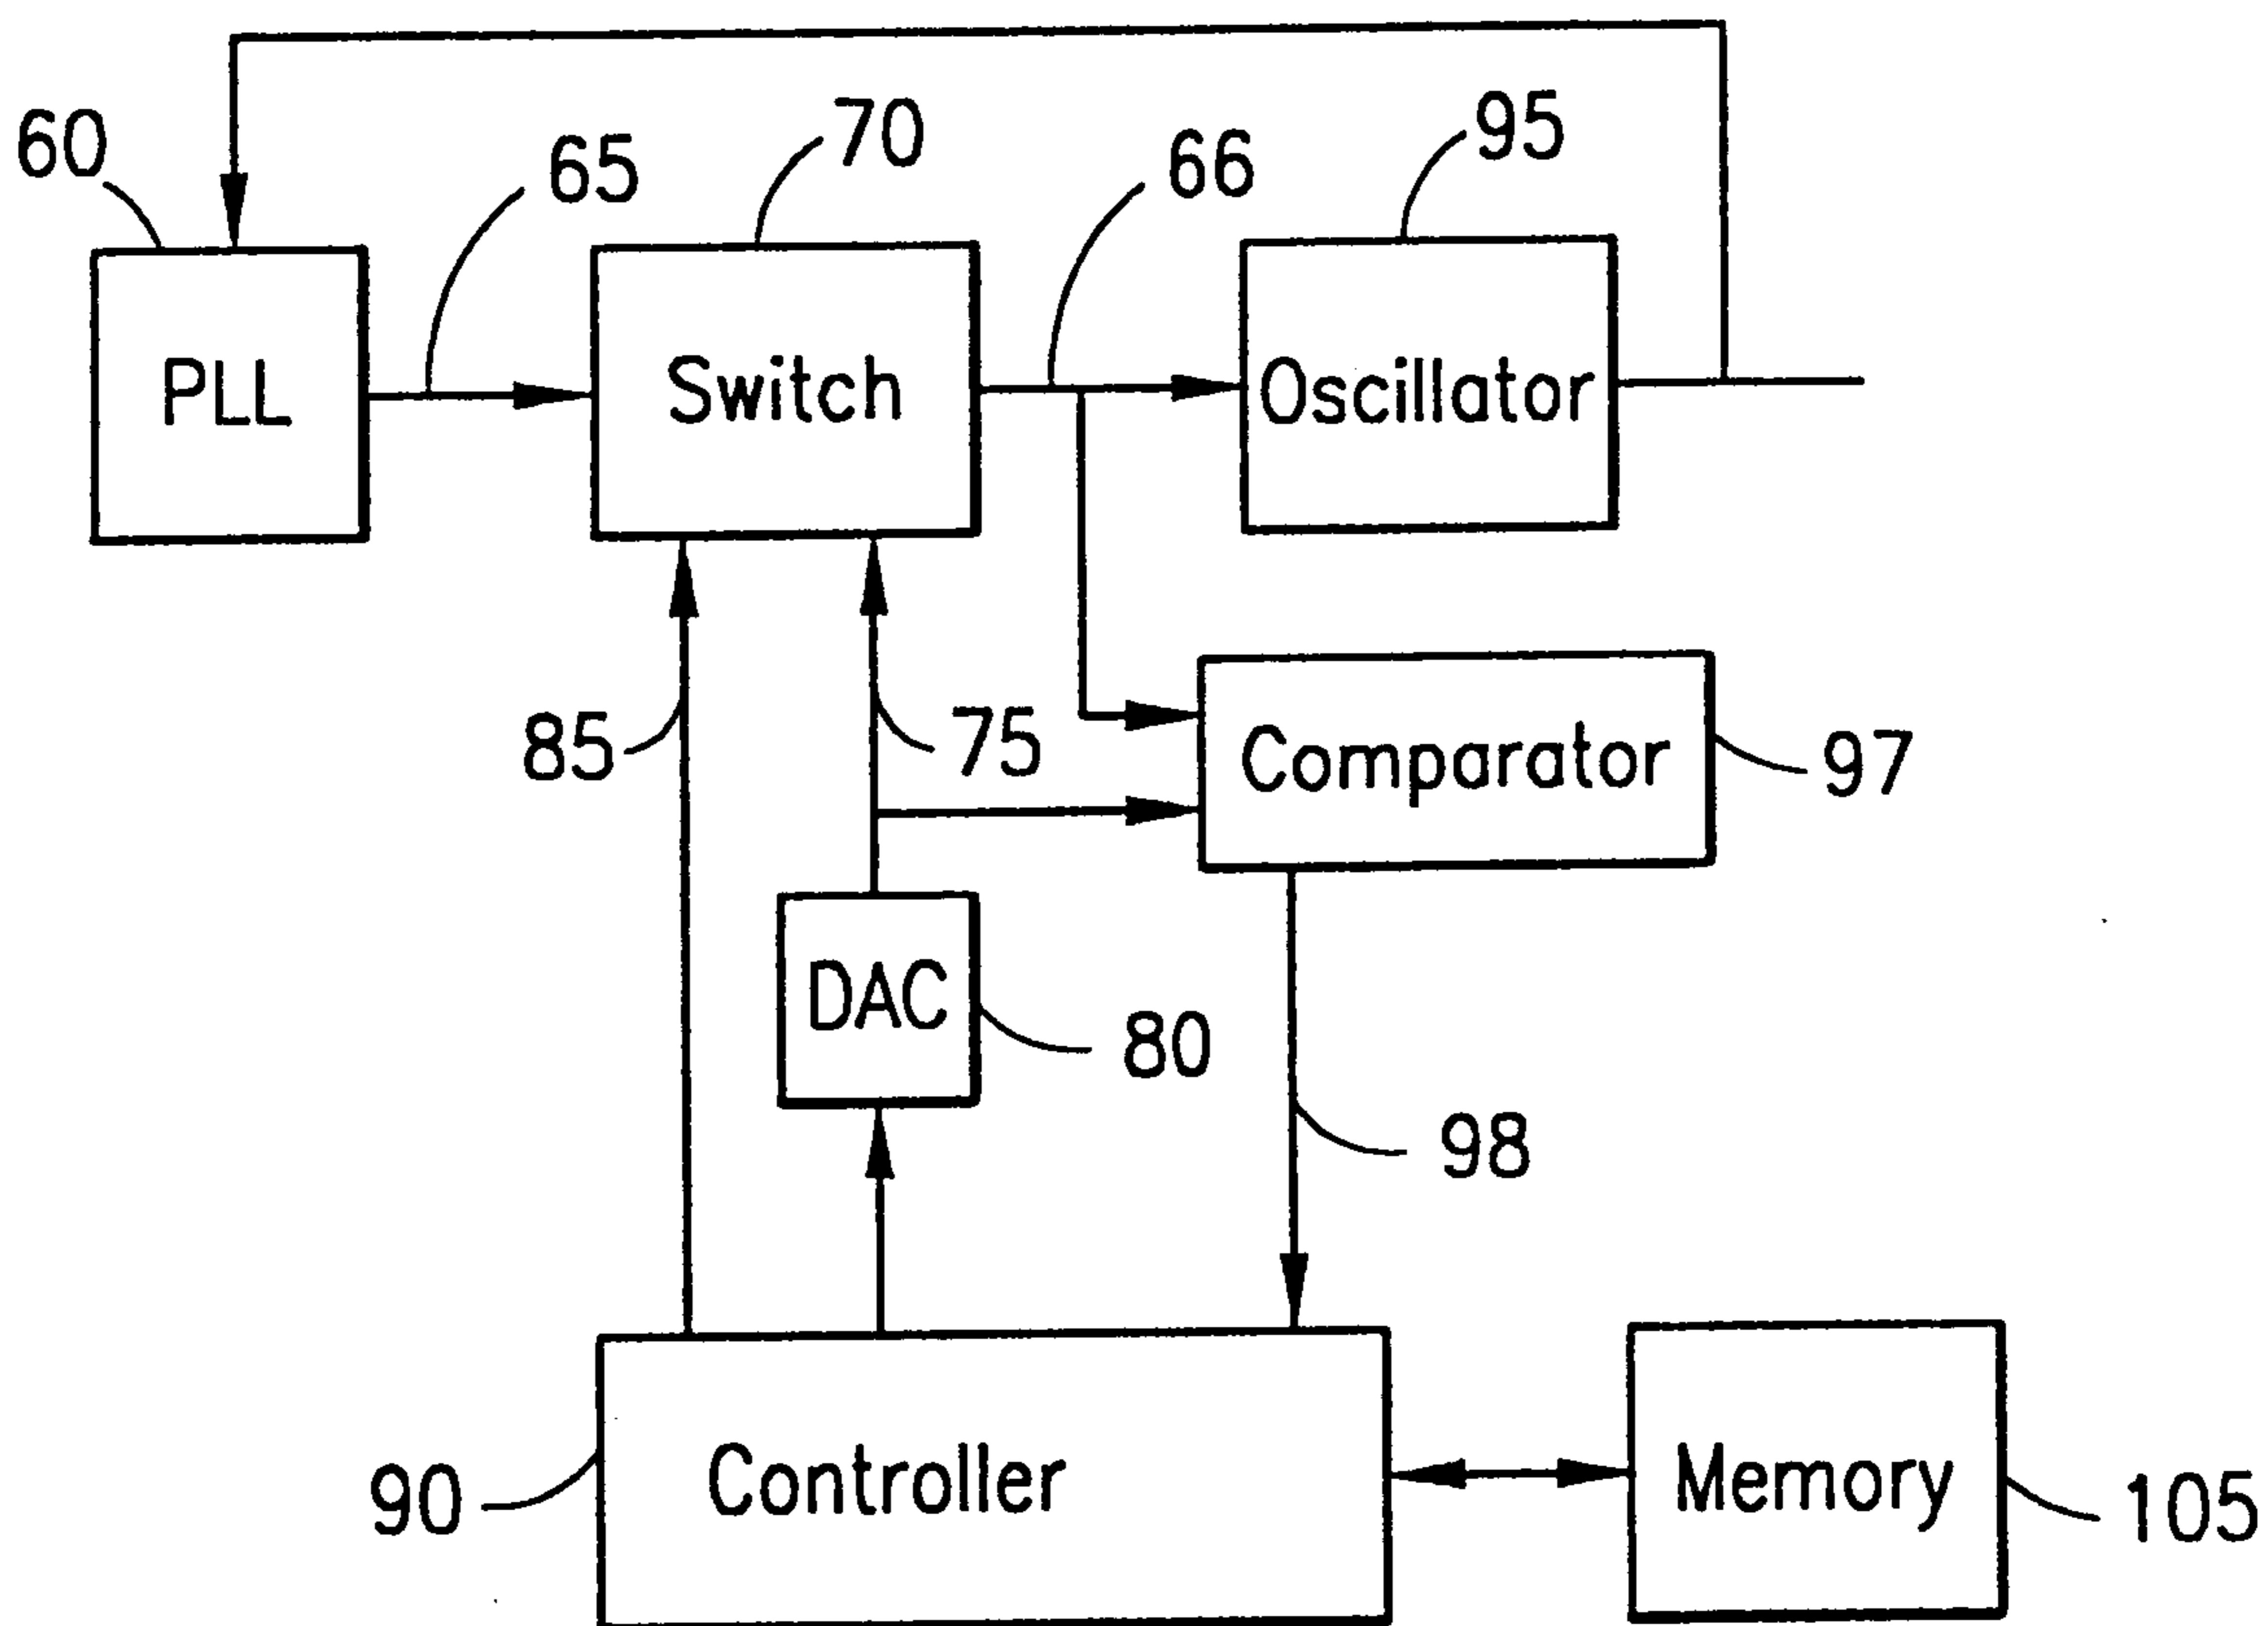 60
65
70
66
95
PLL
Switch
Oscillator
85
75
Comparator
97
DAC
80
98
90
Controller
Memory
105